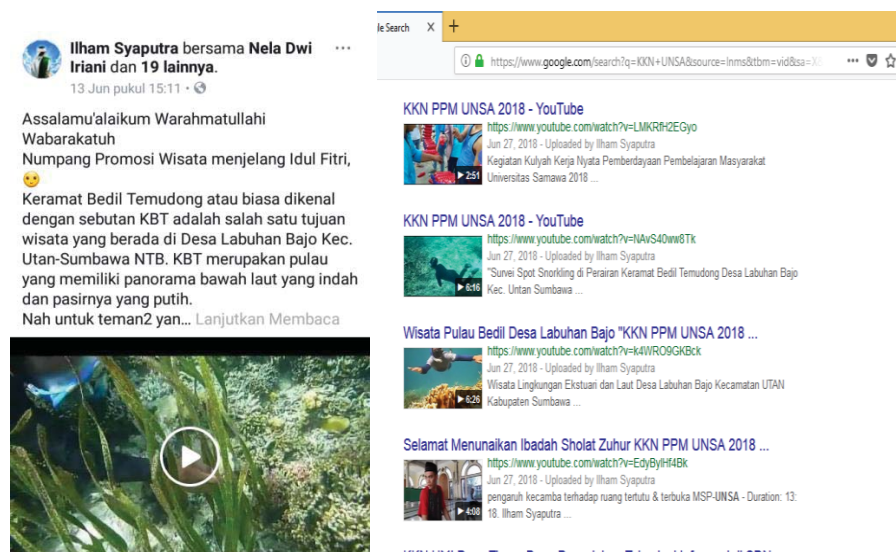 Ilham Syaputra bersama Nela Dwi
Iriani dan 19 lainnya.
13 Jun pukul 15:11
Assalamu'alaikum Warahmatullahi
Wabarakatuh
Numpang Promosi Wisata menjelang Idul Fitri,
Keramat Bedil Temudong atau biasa dikenal
dengan sebutan KBT adalah salah satu tujuan
wisata yang berada di Desa Labuhan Bajo Kec.
Utan-Sumbawa NTB. KBT merupakan pulau
yang memiliki panorama bawah laut yang indah
dan pasirnya yang putih.
Nah untuk teman2 yan... Lanjutkan Membaca
le Search X +
https://www.google.com/search?q=KKN+UNSA&source=lnms&tbm=vid&sa=X
KKN PPM UNSA 2018 - YouTube
https://www.youtube.com/watch?v=LMKRfH2EGyo
Jun 27, 2018 - Uploaded by Ilham Syaputra
2:51
Kegiatan Kulyah Kerja Nyata Pemberdayaan Pembelajaran Masyarakat
Universitas Samawa 2018 ...
KKN PPM UNSA 2018 - YouTube
https://www.youtube.com/watch?v=NAvS40ww8Tk
Jun 27, 2018 - Uploaded by Ilham Syaputra
"Survei Spot Snorkling di Perairan Keramat Bedil Temudong Desa Labuhan Bajo
6:16
Kec. Untan Sumbawa ...
Wisata Pulau Bedil Desa Labuhan Bajo "KKN PPM UNSA 2018 ...
https://www.youtube.com/watch?v=k4WRO9GKBck
Jun 27, 2018 - Uploaded by Ilham Syaputra
Wisata Lingkungan Ekstuari dan Laut Desa Labuhan Bajo Kecamatan UTAN
6:26
Kabupaten Sumbawa ...
Selamat Menunaikan Ibadah Sholat Zuhur KKN PPM UNSA 2018 ...
https://www.youtube.com/watch?v=EdyBylHf4Bk
Jun 27, 2018 - Uploaded by Ilham Syaputra
pengaruh kecamba terhadap ruang tertutu & terbuka MSP-UNSA - Duration: 13:
4:08
18. Ilham Syaputra ...